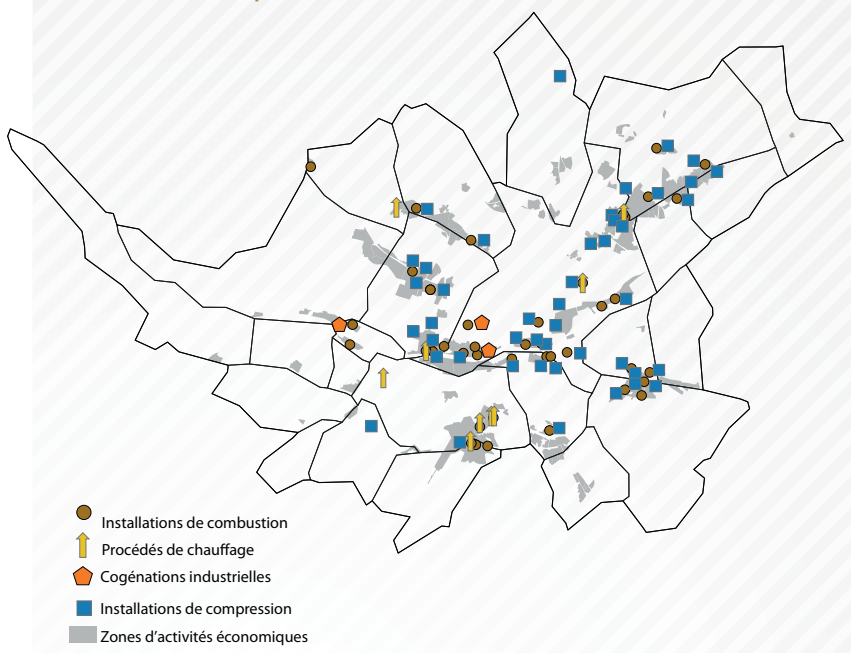 Installations de combustion
Procédés de chauffage
Cogénations industrielles
Installations de compression
Zones d'activités économiques